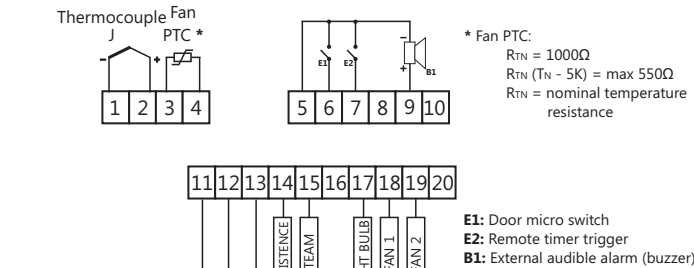 Thermocouple Fan
J PTC *
- +
1 2 3 4
E1 E2 - + B1
5 6 7 8 9 10
* Fan PTC:
RTN = 1000Ω
RTN (TN - 5K) = max 550Ω
RTN = nominal temperature
resistance
11 12 13 14 15 16 17 18 19 20
FAN 1
FAN 2
E1: Door micro switch
E2: Remote timer trigger
B1: External audible alarm (buzzer)